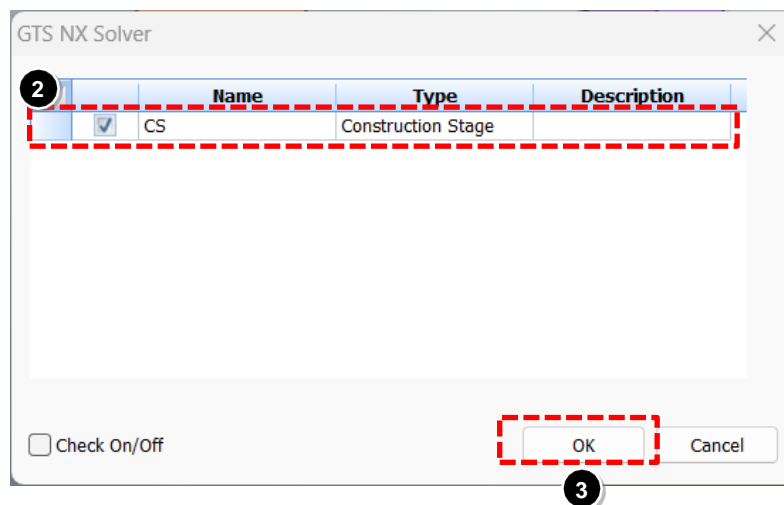 GTS NX Solver
2
Name Type Description
CS Construction Stage
Check On/Off OK Cancel
3